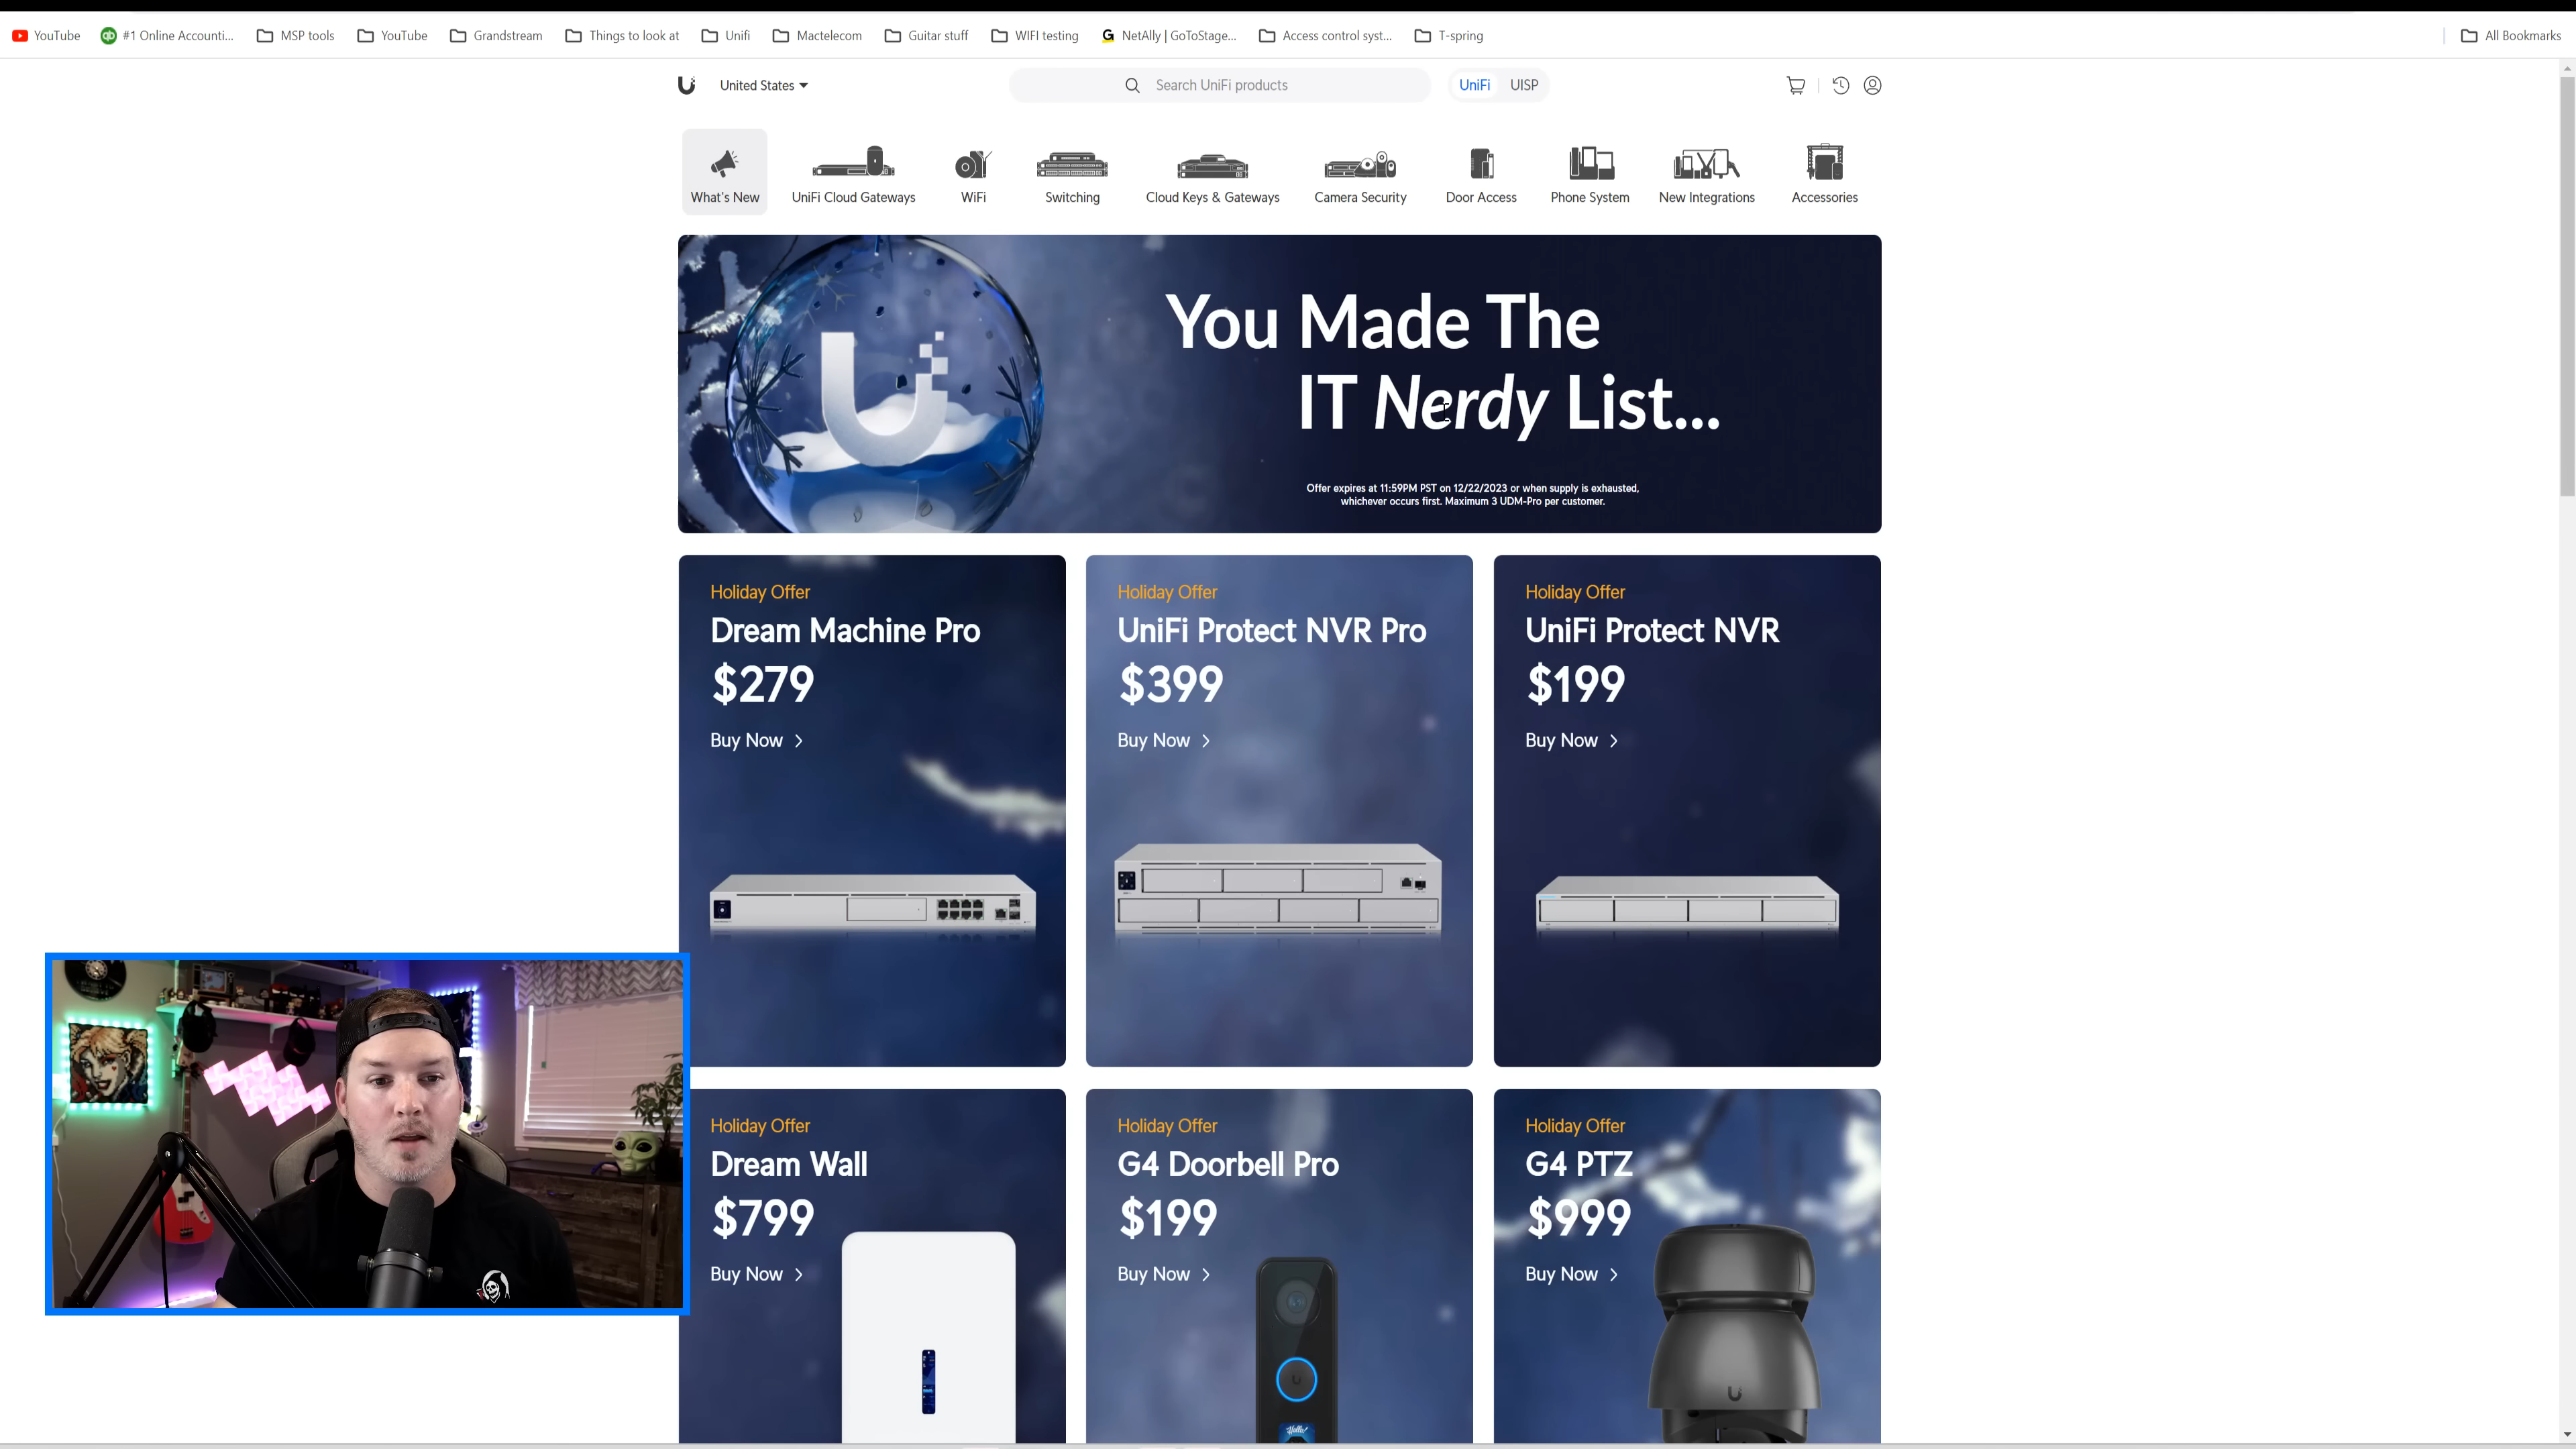 YouTube #1 Online Accounti... MSP tools YouTube Grandstream Things to look at Unifi Mactelecom Guitar stuff WIFI testing NetAlly | GoToStage... Access control syst... T-spring All Bookmarks
United States Search UniFi products UniFi UISP
What's New UniFi Cloud Gateways WiFi Switching Cloud Keys & Gateways Camera Security Door Access Phone System New Integrations Accessories
You Made The
IT Nerdy List...
Offer expires at 11:59PM PST on 12/22/2023 or when supply is exhausted,
whichever occurs first. Maximum 3 UDM-Pro per customer.
Holiday Offer
Dream Machine Pro
$279
Buy Now
Holiday Offer
UniFi Protect NVR Pro
$399
Buy Now
Holiday Offer
UniFi Protect NVR
$199
Buy Now
Holiday Offer
Dream Wall
$799
Buy Now
Holiday Offer
G4 Doorbell Pro
$199
Buy Now
Hello!
Holiday Offer
G4 PTZ
$999
Buy Now